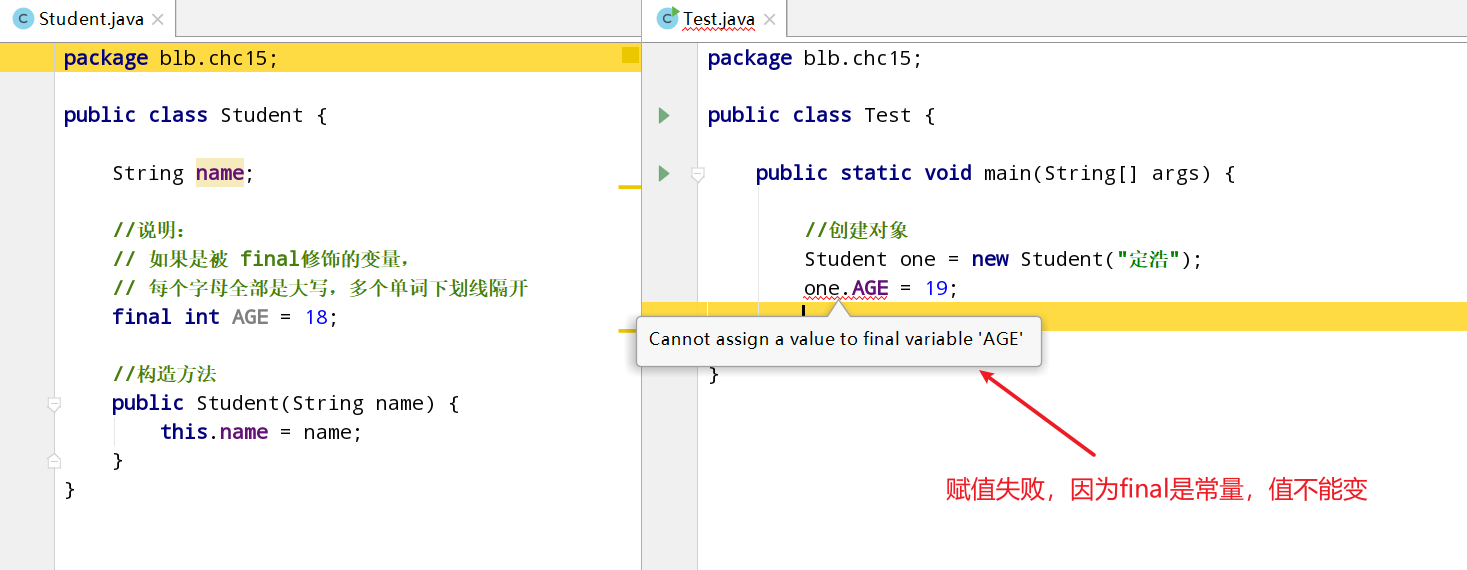 Student.java
package blb.chc15;
public class Student {
String name;
//说明：
// 如果是被 final修饰的变量，
// 每个字母全部是大写，多个单词下划线隔开
final int AGE = 18;
//构造方法
public Student(String name) {
this.name = name;
}
}
Test.java
package blb.chc15;
public class Test {
public static void main(String[] args) {
//创建对象
Student one = new Student("定浩");
one.AGE = 19;
Cannot assign a value to final variable 'AGE'
}
赋值失败，因为final是常量，值不能变